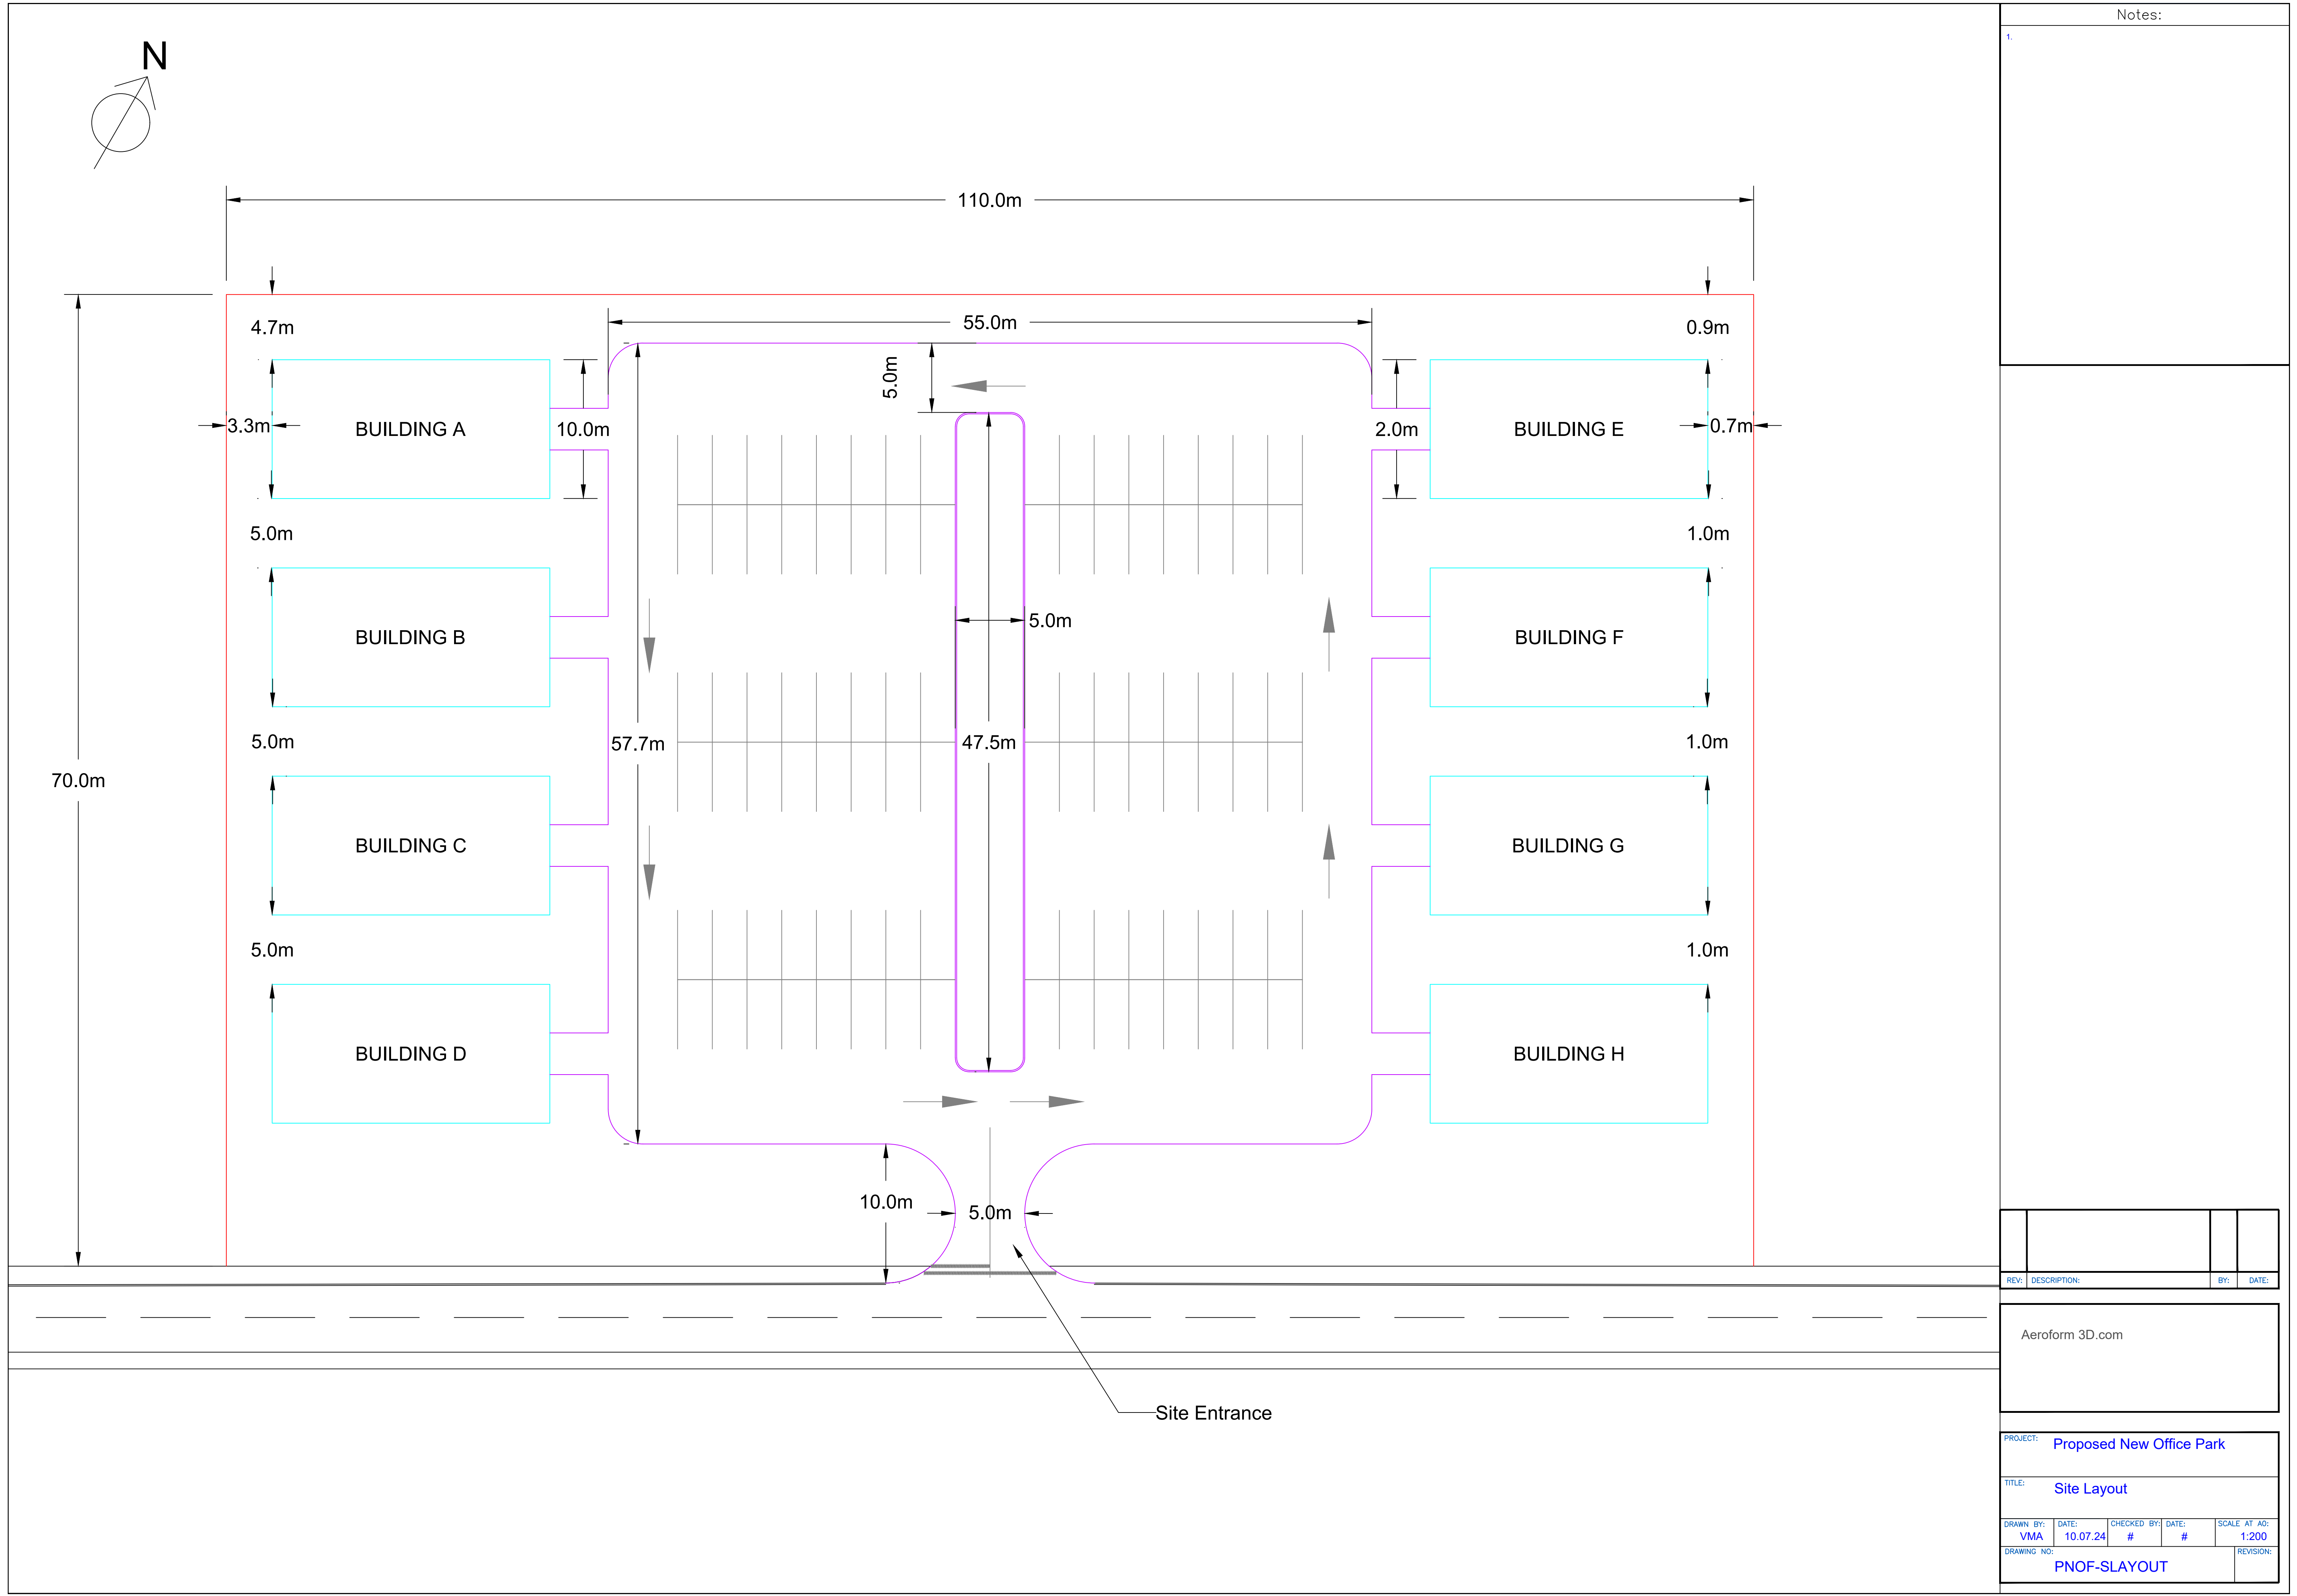 Notes:
1.
N
110.0m
55.0m
4.7m
0.9m
5.0m
3.3m
BUILDING A
10.0m
2.0m
BUILDING E
0.7m
5.0m
1.0m
5.0m
BUILDING B
BUILDING F
5.0m
57.7m
47.5m
1.0m
70.0m
BUILDING C
BUILDING G
5.0m
1.0m
BUILDING D
BUILDING H
10.0m
5.0m
Site Entrance
REV: DESCRIPTION: BY: DATE:
Aeroform 3D.com
PROJECT: Proposed New Office Park
TITLE: Site Layout
DRAWN BY: DATE: CHECKED BY: DATE: SCALE AT A0:
VMA 10.07.24 # # 1:200
DRAWING NO: REVISION:
PNOF-SLAYOUT